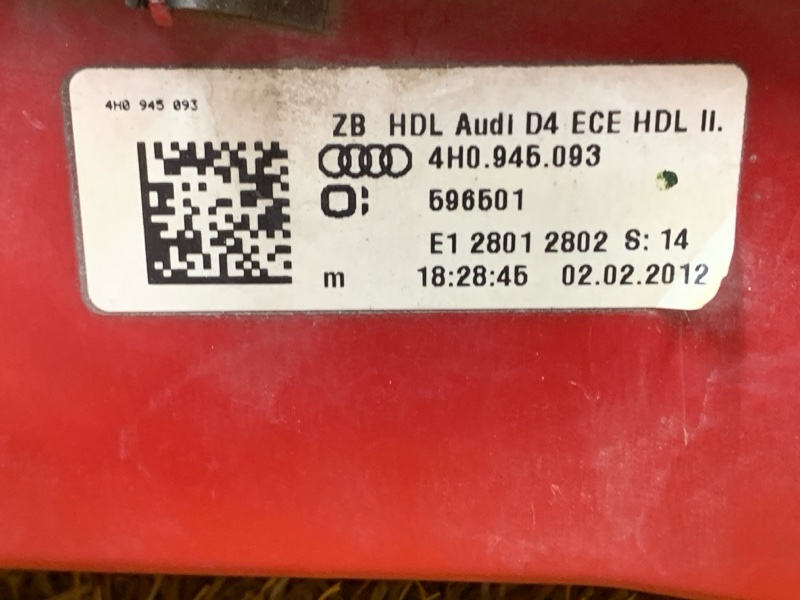 4H0 945 093
ZB HDL Audi D4 ECE HDL II.
4H0.945.093
596501
E1 2801 2802 S: 14
m 18:28:45 02.02.2012